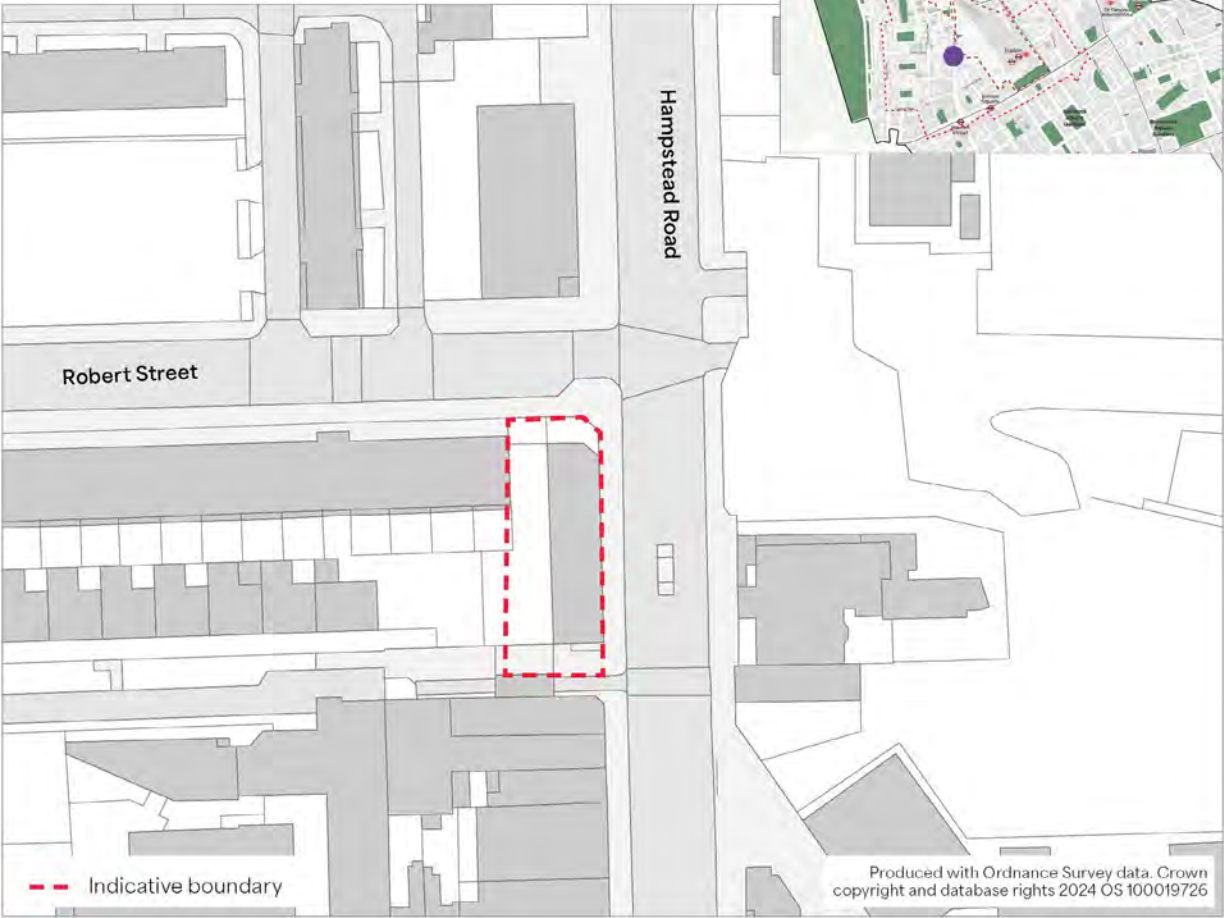 Hampstead Road
Robert Street
Indicative boundary
Produced with Ordnance Survey data. Crown
copyright and database rights 2024 OS 100019726